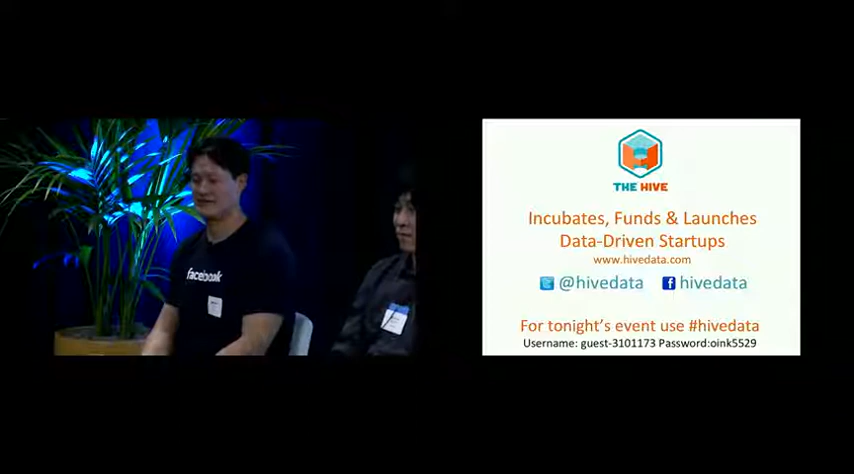 facebook
THE HIVE
Incubates, Funds & Launches
Data-Driven Startups
www.hivedata.com
@hivedata hivedata
For tonight's event use #hivedata
Username: guest-3101173 Password:oink5529